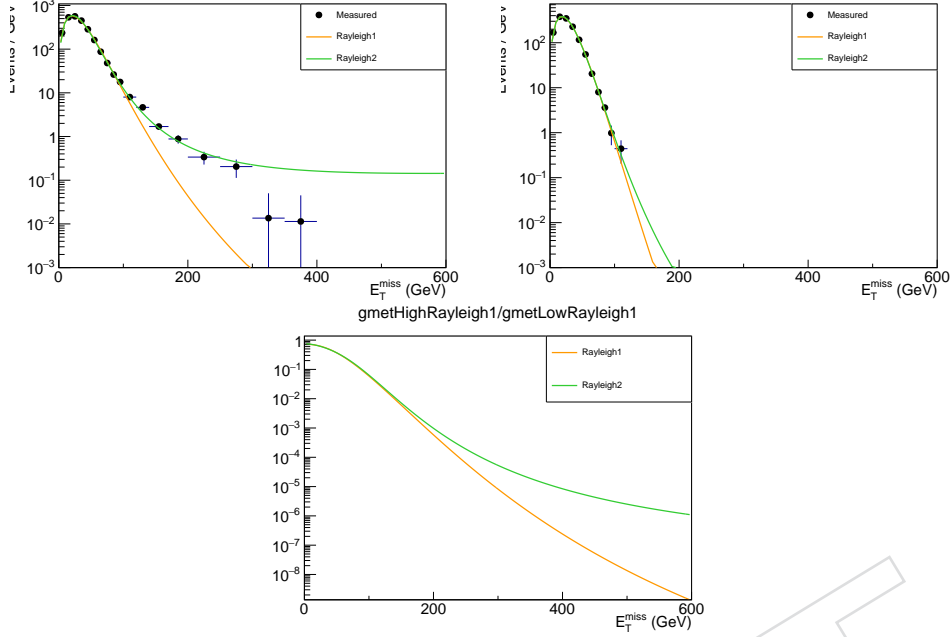 Events / GeV
10³
10²
10
1
10⁻¹
10⁻²
10⁻³
0 200 400 600
E_T^miss (GeV)
Measured
Rayleigh1
Rayleigh2
Events / GeV
10³
10²
10
1
10⁻¹
10⁻²
10⁻³
0 200 400 600
E_T^miss (GeV)
Measured
Rayleigh1
Rayleigh2
gmetHighRayleigh1/gmetLowRayleigh1
1
10⁻¹
10⁻²
10⁻³
10⁻⁴
10⁻⁵
10⁻⁶
10⁻⁷
10⁻⁸
0 200 400 600
E_T^miss (GeV)
Rayleigh1
Rayleigh2